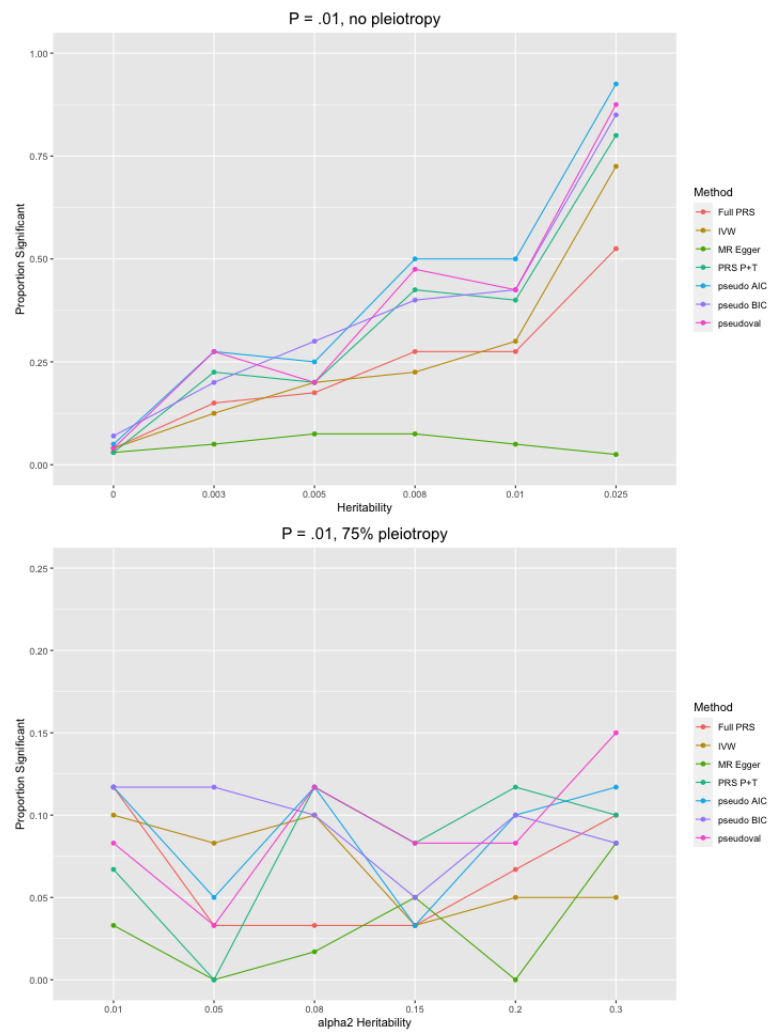 P = .01, no pleiotropy
1.00
0.75
0.50
0.25
0.00
Proportion Significant
0 0.003 0.005 0.008 0.01 0.025
Heritability
Method
Full PRS
IVW
MR Egger
PRS P+T
pseudo AIC
pseudo BIC
pseudoval
P = .01, 75% pleiotropy
0.25
0.20
0.15
0.10
0.05
0.00
Proportion Significant
0.01 0.05 0.08 0.15 0.2 0.3
alpha2 Heritability
Method
Full PRS
IVW
MR Egger
PRS P+T
pseudo AIC
pseudo BIC
pseudoval